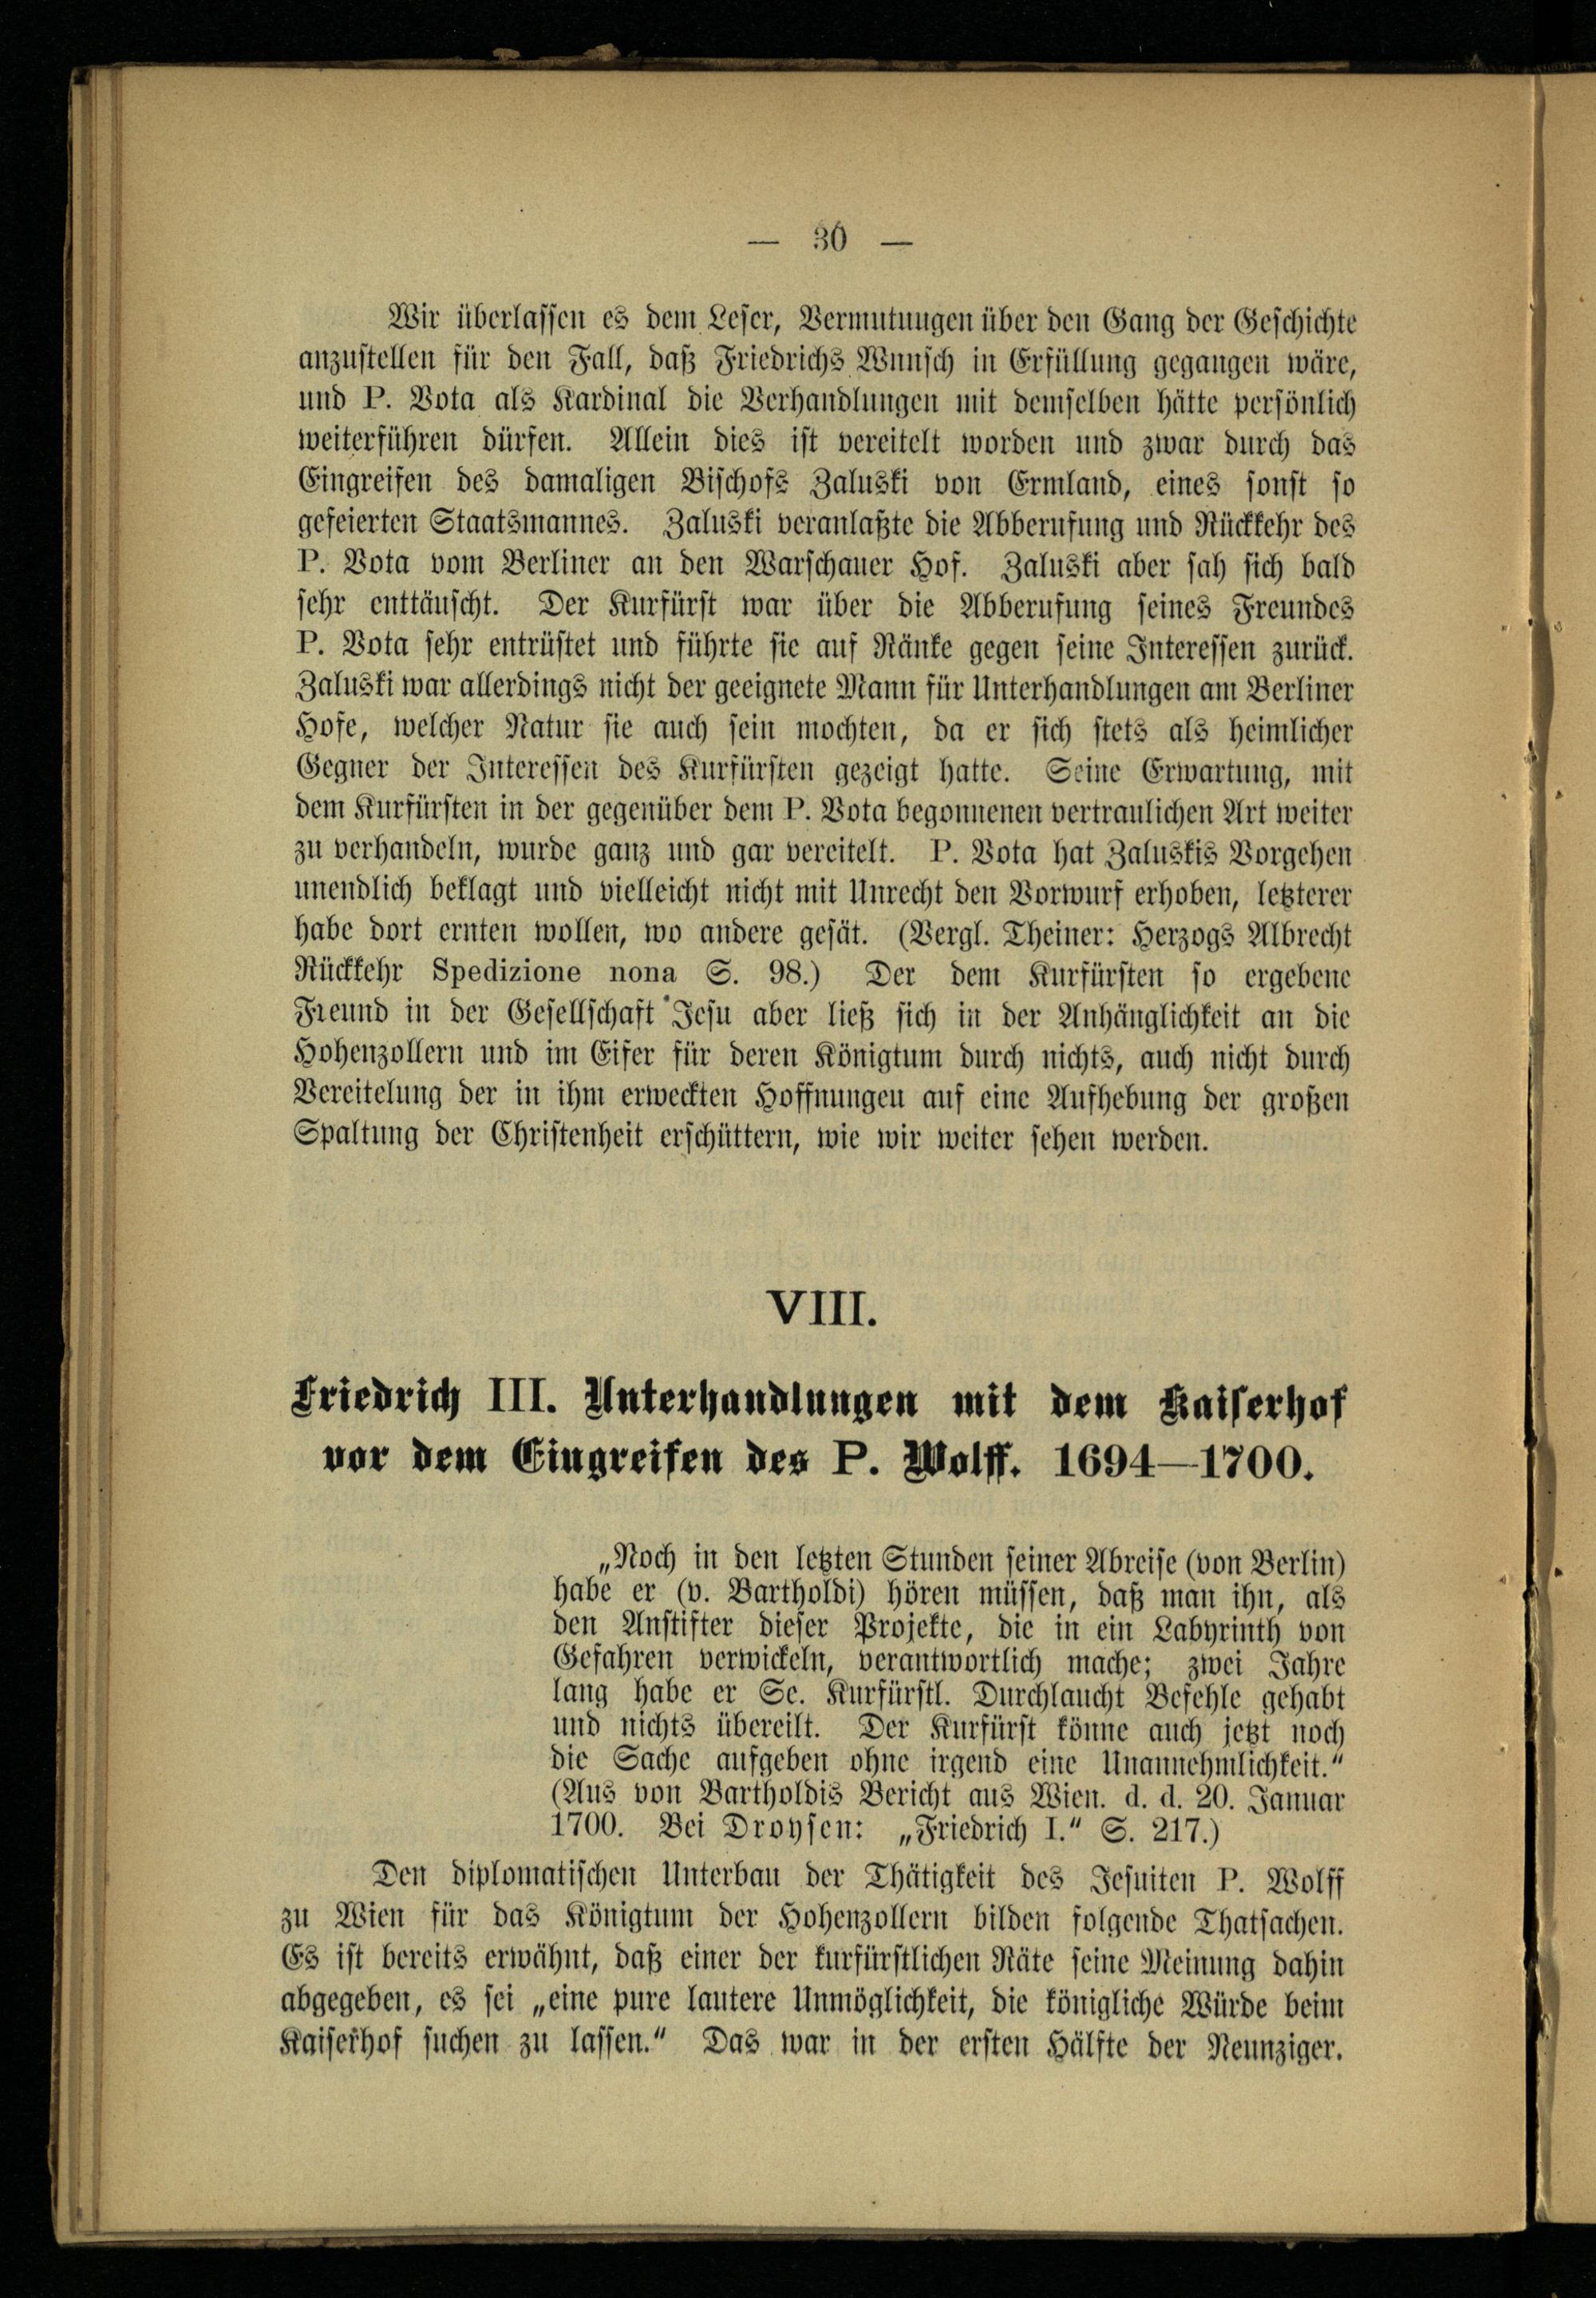 — 30 —
Wir überlassen es dem Leser, Vermutungen über den Gang der Geschichte
anzustellen für den Fall, daß Friedrichs Wunsch in Erfüllung gegangen wäre,
und P. Vota als Kardinal die Verhandlungen mit demselben hätte persönlich
weiterführen dürfen. Allein dies ist vereitelt worden und zwar durch das
Eingreifen des damaligen Bischofs Zaluski von Ermland, eines sonst so
gefeierten Staatsmannes. Zaluski veranlaßte die Abberufung und Rückkehr des
P. Vota vom Berliner an den Warschauer Hof. Zaluski aber sah sich bald
sehr enttäuscht. Der Kurfürst war über die Abberufung seines Freundes
P. Vota sehr entrüstet und führte sie auf Ränke gegen seine Interessen zurück.
Zaluski war allerdings nicht der geeignete Mann für Unterhandlungen am Berliner
Hofe, welcher Natur sie auch sein mochten, da er sich stets als heimlicher
Gegner der Interessen des Kurfürsten gezeigt hatte. Seine Erwartung, mit
dem Kurfürsten in der gegenüber dem P. Vota begonnenen vertraulichen Art weiter
zu verhandeln, wurde ganz und gar vereitelt. P. Vota hat Zaluskis Vorgehen
unendlich beklagt und vielleicht nicht mit Unrecht den Vorwurf erhoben, letzterer
habe dort ernten wollen, wo andere gesät. (Vergl. Theiner: Herzogs Albrecht
Rückkehr Spedizione nona S. 98.) Der dem Kurfürsten so ergebene
Freund in der Gesellschaft Jesu aber ließ sich in der Anhänglichkeit an die
Hohenzollern und im Eifer für deren Königtum durch nichts, auch nicht durch
Vereitelung der in ihm erweckten Hoffnungen auf eine Aufhebung der großen
Spaltung der Christenheit erschüttern, wie wir weiter sehen werden.
VIII.
Friedrich III. Unterhandlungen mit dem Kaiserhof
vor dem Eingreifen des P. Wolff. 1694—1700.
„Noch in den letzten Stunden seiner Abreise (von Berlin)
habe er (v. Bartholdi) hören müssen, daß man ihn, als
den Anstifter dieser Projekte, die in ein Labyrinth von
Gefahren verwickeln, verantwortlich mache; zwei Jahre
lang habe er Se. Kurfürstl. Durchlaucht Befehle gehabt
und nichts übereilt. Der Kurfürst könne auch jetzt noch
die Sache aufgeben ohne irgend eine Unannehmlichkeit."
(Aus von Bartholdis Bericht aus Wien. d. d. 20. Januar
1700. Bei Droysen: „Friedrich I." S. 217.)
Den diplomatischen Unterbau der Thätigkeit des Jesuiten P. Wolff
zu Wien für das Königtum der Hohenzollern bilden folgende Thatsachen.
Es ist bereits erwähnt, daß einer der kurfürstlichen Räte seine Meinung dahin
abgegeben, es sei „eine pure lautere Unmöglichkeit, die königliche Würde beim
Kaiserhof suchen zu lassen." Das war in der ersten Hälfte der Neunziger.